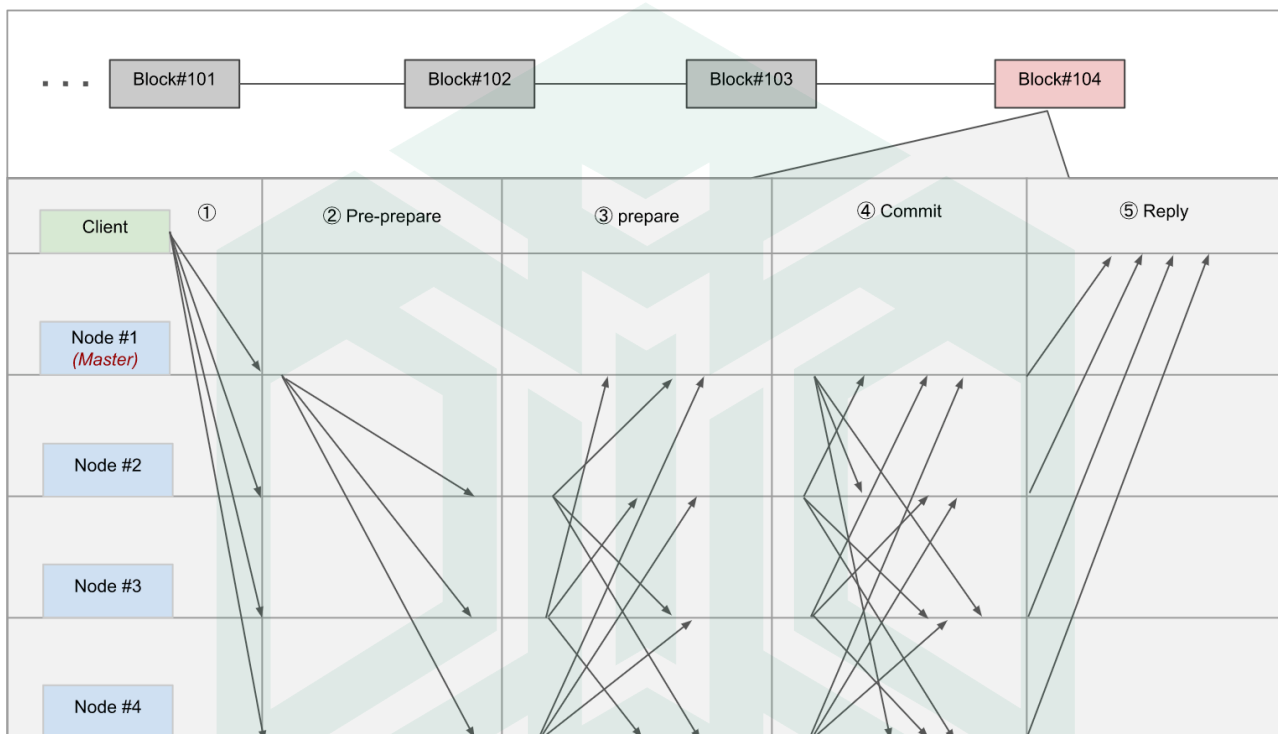 . . .
Block#101
Block#102
Block#103
Block#104
Client
①
② Pre-prepare
③ prepare
④ Commit
⑤ Reply
Node #1
(Master)
Node #2
Node #3
Node #4